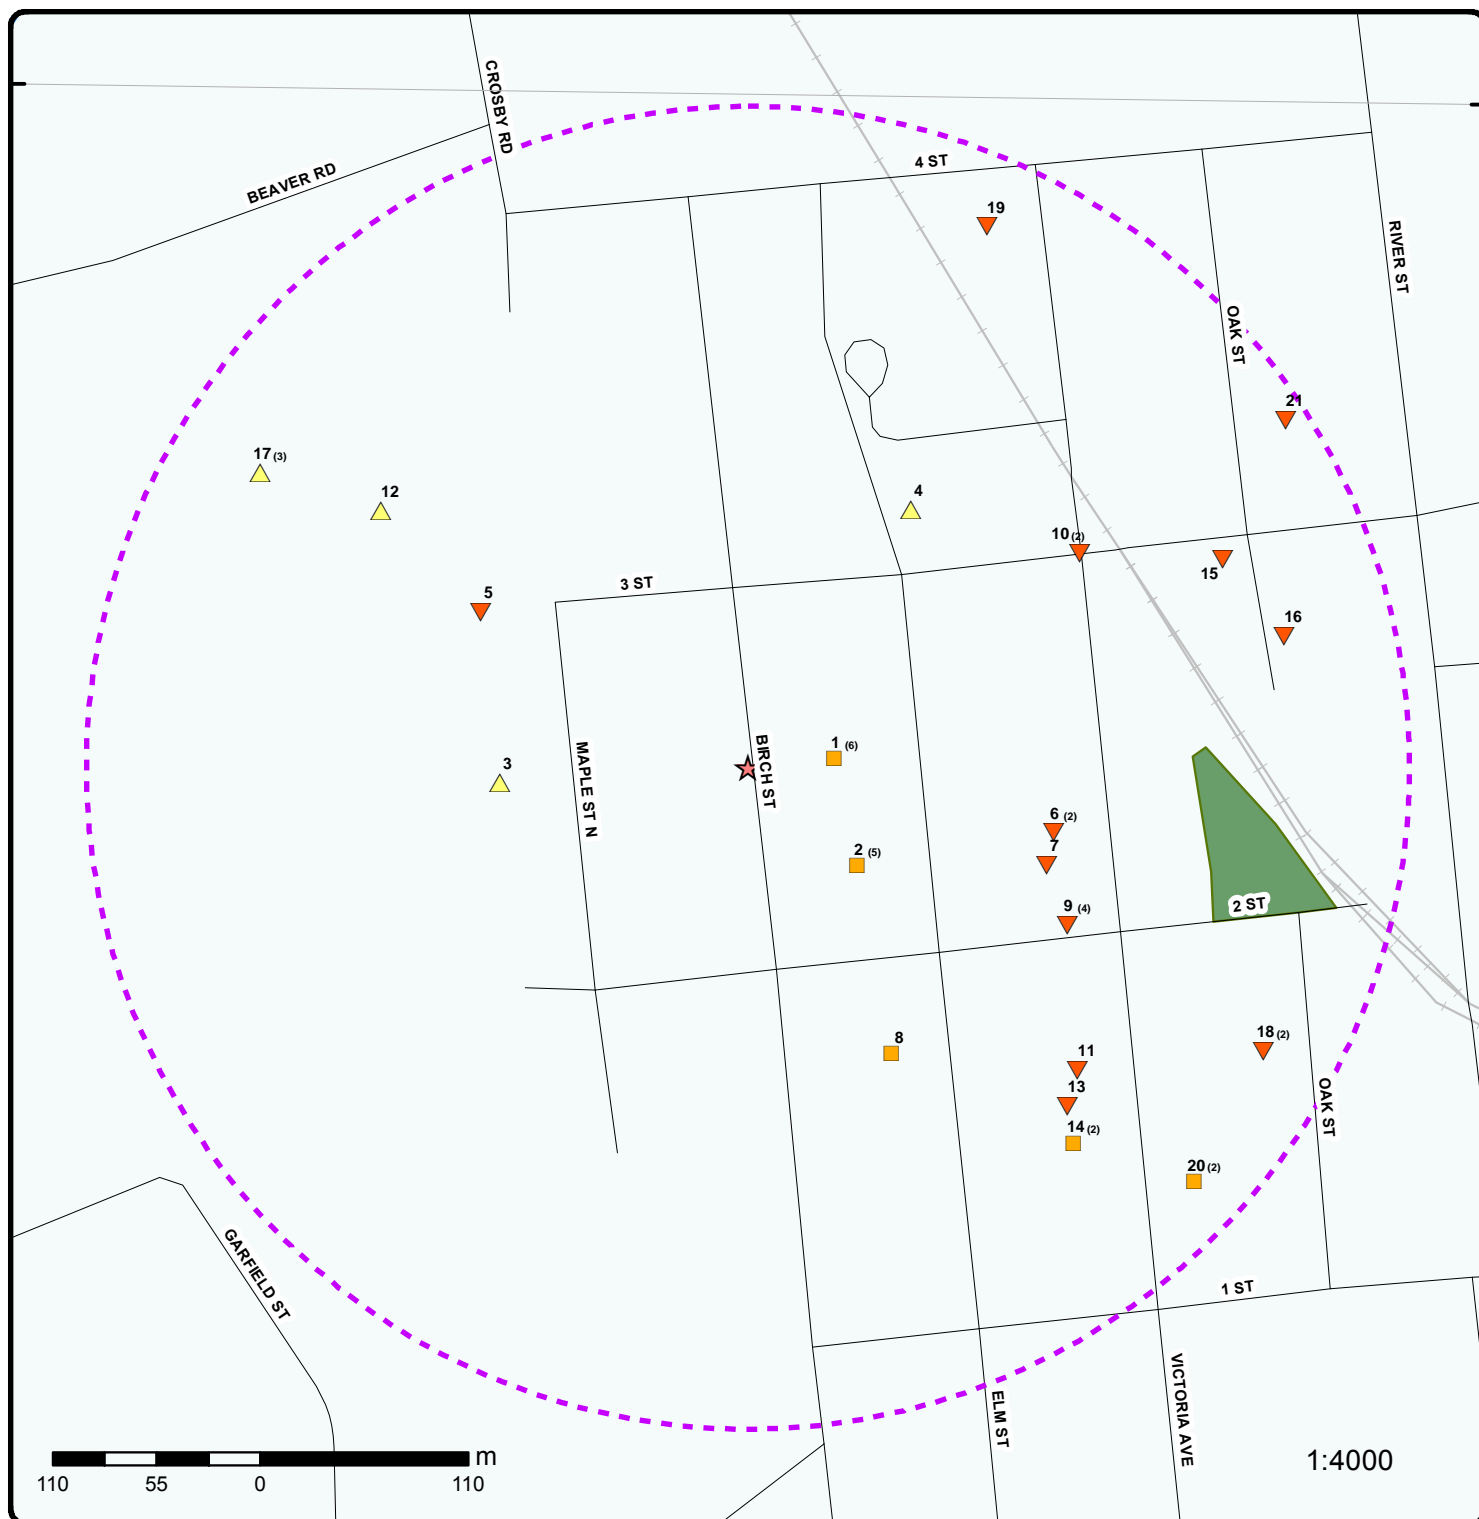 CROSBY RD
BEAVER RD
4 ST
19
RIVER ST
OAK ST
21
17 (3)
12
4
10 (2)
15
5
3 ST
16
MAPLE ST N
BIRCH ST
1 (6)
3
6 (2)
7
2 (5)
9 (4)
2 ST
8
18 (2)
11
13
OAK ST
14 (2)
20 (2)
GARFIELD ST
1 ST
ELM ST
VICTORIA AVE
m
110 55 0 110
1:4000